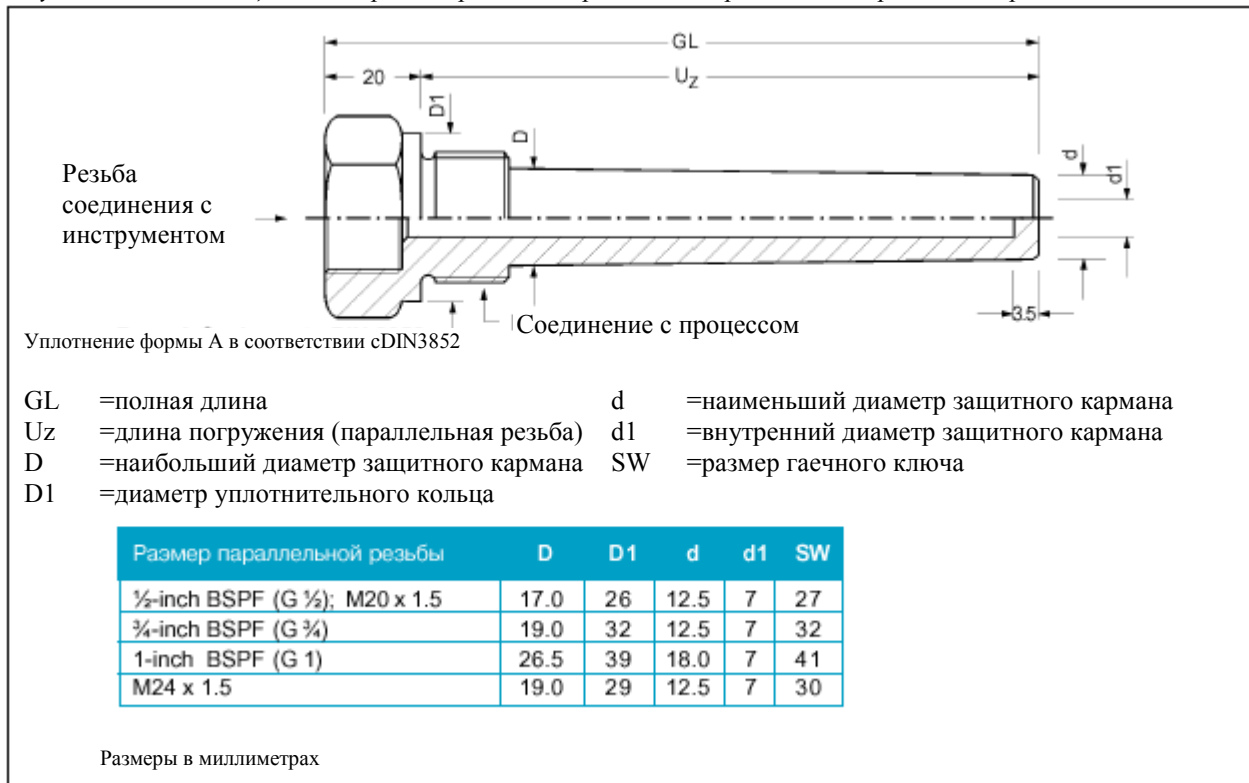 GL
20
Uz
D1
D
d
d1
Резьба
соединения с
инструментом
3.5
Соединение с процессом
Уплотнение формы А в соответствии сDIN3852
GL =полная длина d =наименьший диаметр защитного кармана
Uz =длина погружения (параллельная резьба) d1 =внутренний диаметр защитного кармана
D =наибольший диаметр защитного кармана SW =размер гаечного ключа
D1 =диаметр уплотнительного кольца
Размер параллельной резьбы D D1 d d1 SW
½-inch BSPF (G ½); M20 x 1.5 17.0 26 12.5 7 27
¾-inch BSPF (G ¾) 19.0 32 12.5 7 32
1-inch BSPF (G 1) 26.5 39 18.0 7 41
M24 x 1.5 19.0 29 12.5 7 30
Размеры в миллиметрах